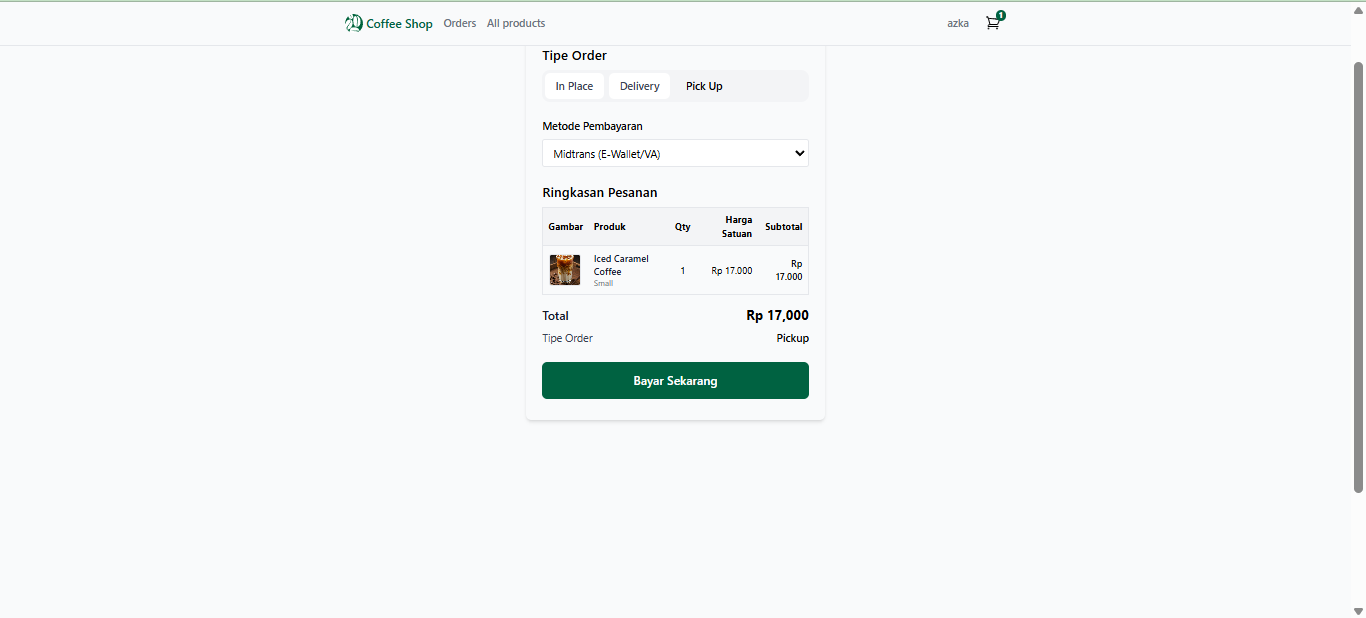 Coffee Shop Orders All products azka 1
Tipe Order
In Place Delivery Pick Up
Metode Pembayaran
Midtrans (E-Wallet/VA)
Ringkasan Pesanan
Gambar Produk Qty Harga Satuan Subtotal
Iced Caramel Coffee 1 Rp 17.000 Rp 17.000
Small
Total Rp 17,000
Tipe Order Pickup
Bayar Sekarang